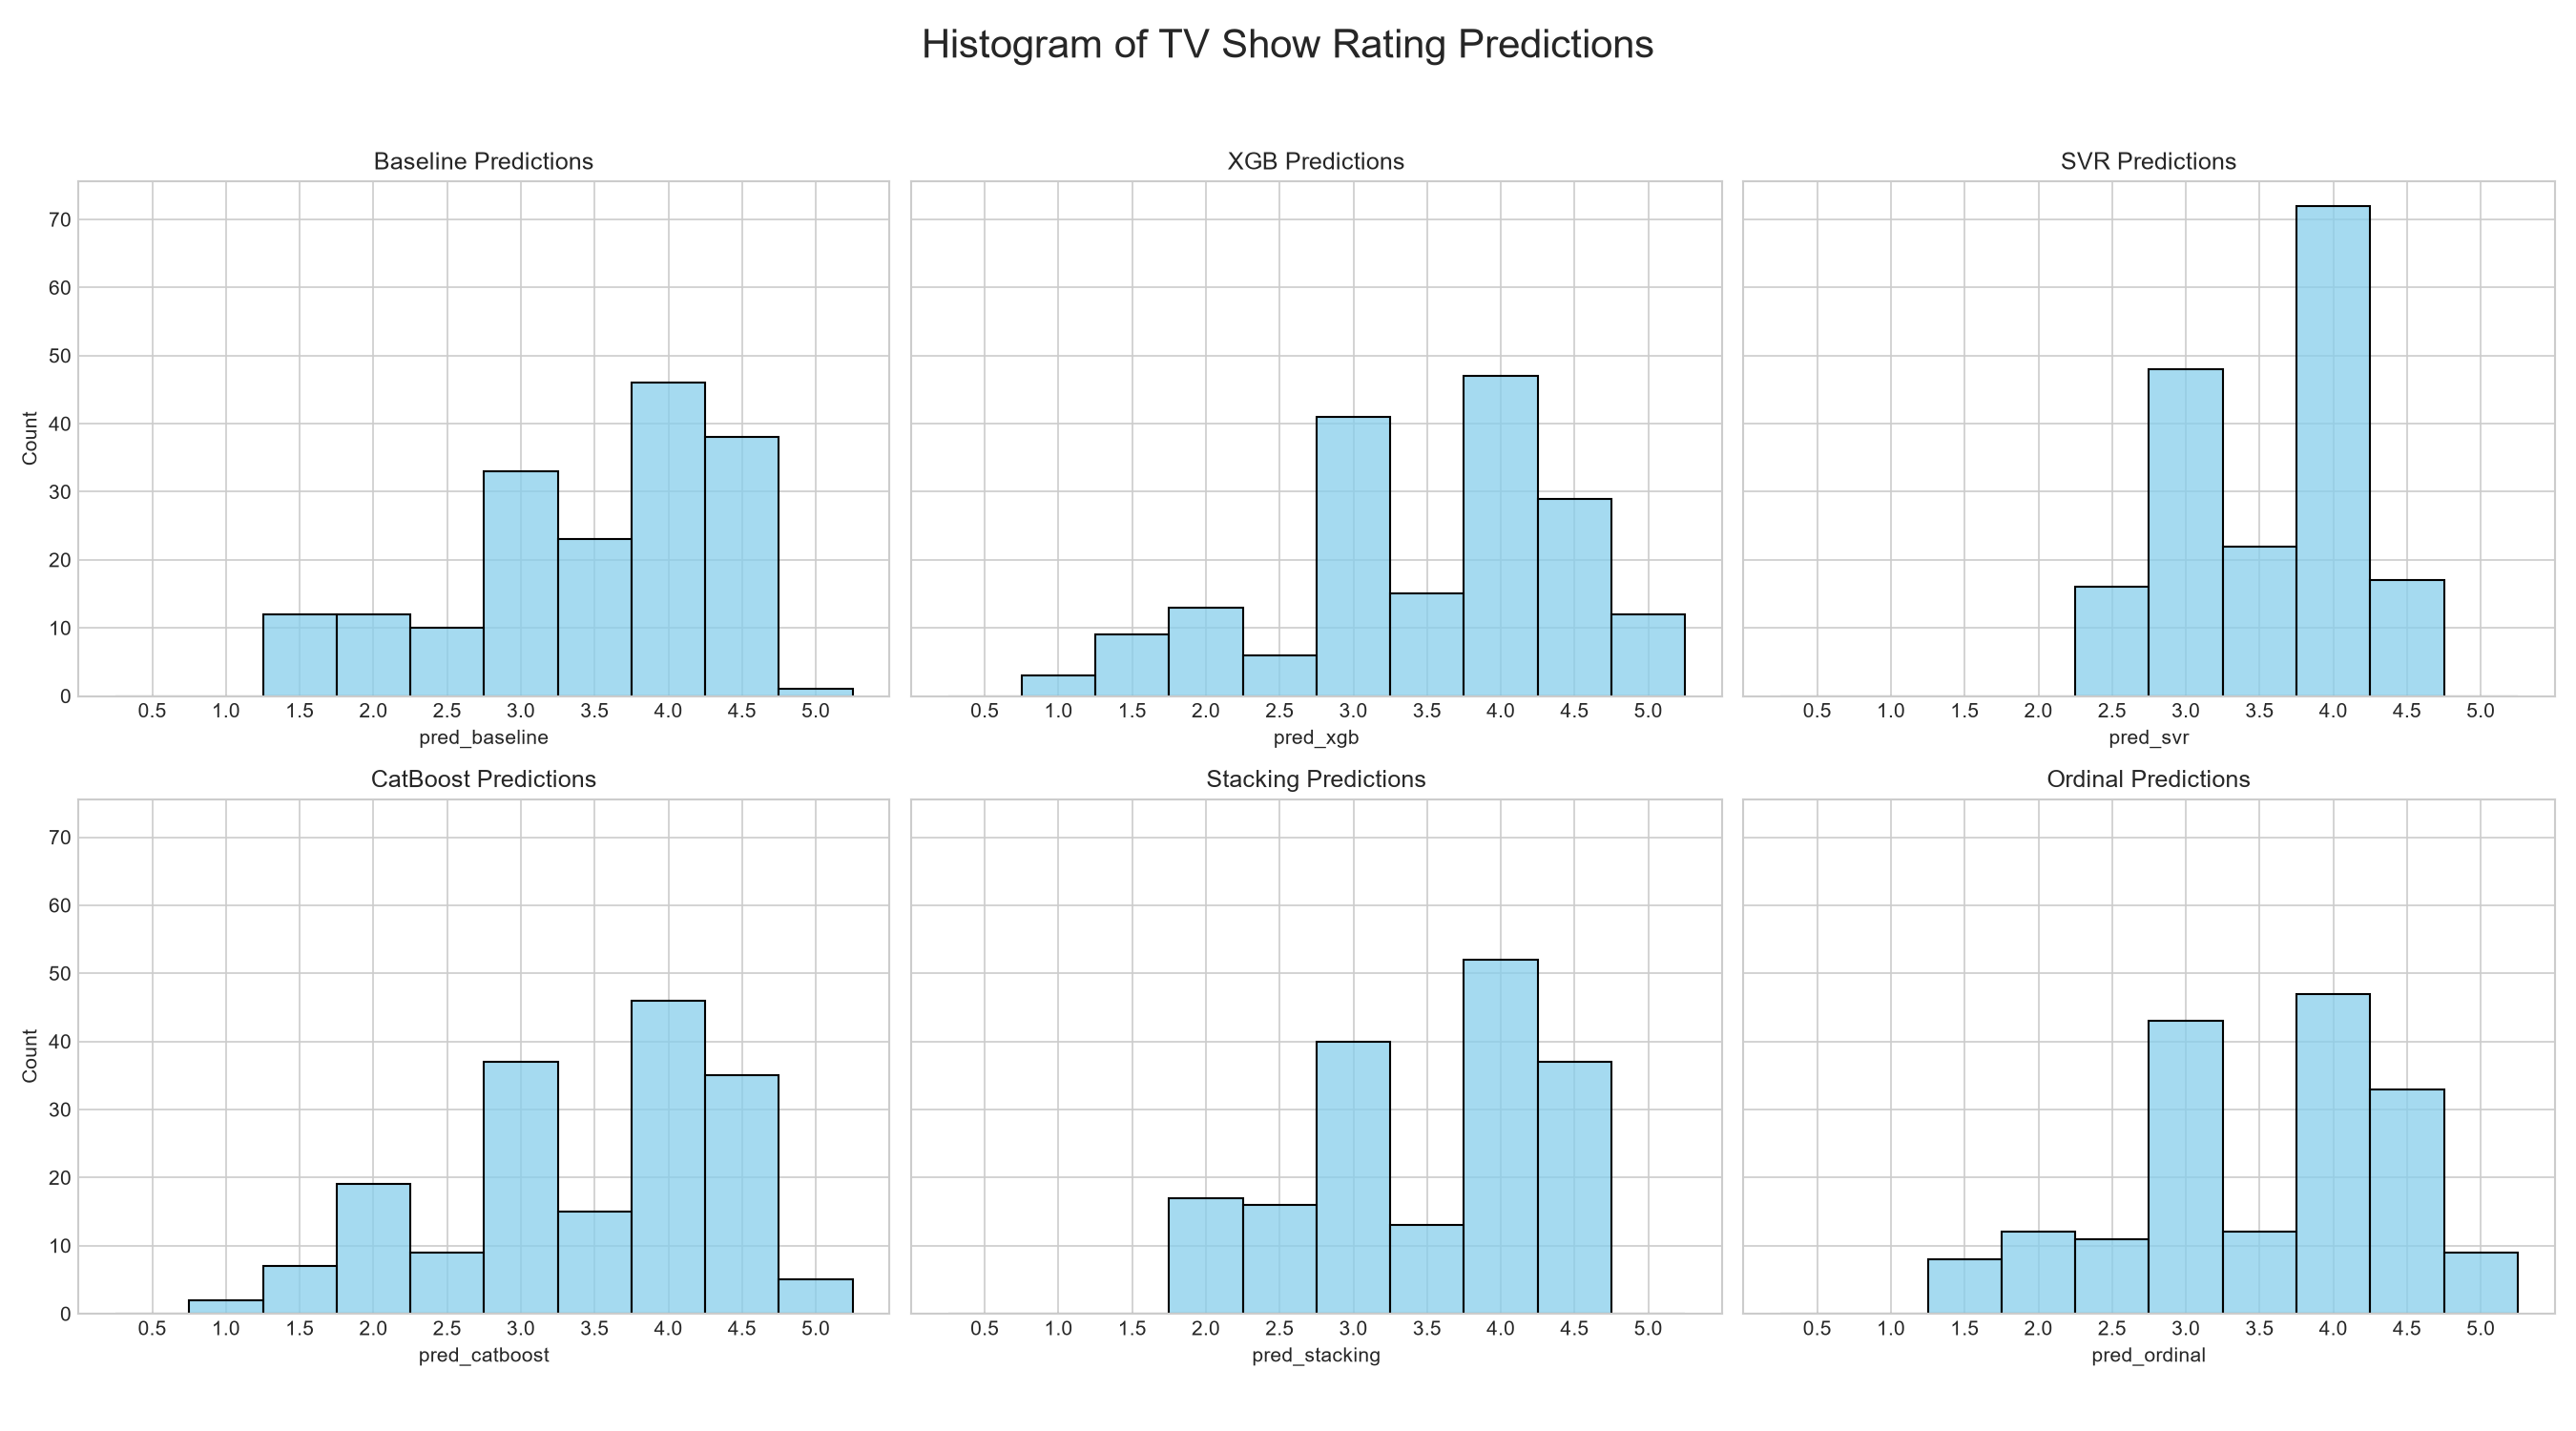 Histogram of TV Show Rating Predictions
Baseline Predictions
70
60
50
40
30
20
10
0
Count
0.5 1.0 1.5 2.0 2.5 3.0 3.5 4.0 4.5 5.0
pred_baseline
XGB Predictions
0.5 1.0 1.5 2.0 2.5 3.0 3.5 4.0 4.5 5.0
pred_xgb
SVR Predictions
0.5 1.0 1.5 2.0 2.5 3.0 3.5 4.0 4.5 5.0
pred_svr
CatBoost Predictions
70
60
50
40
30
20
10
0
Count
0.5 1.0 1.5 2.0 2.5 3.0 3.5 4.0 4.5 5.0
pred_catboost
Stacking Predictions
0.5 1.0 1.5 2.0 2.5 3.0 3.5 4.0 4.5 5.0
pred_stacking
Ordinal Predictions
0.5 1.0 1.5 2.0 2.5 3.0 3.5 4.0 4.5 5.0
pred_ordinal